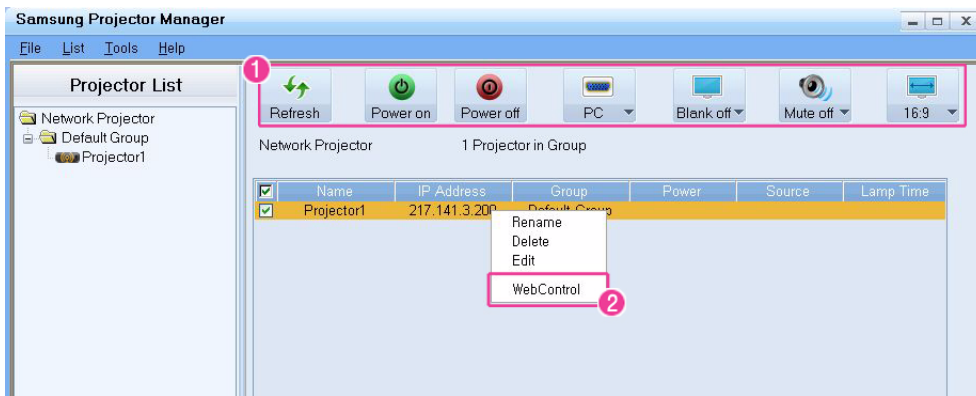 Samsung Projector Manager
File List Tools Help
1
Projector List
Refresh Power on Power off PC Blank off Mute off 16:9
Network Projector
Default Group
Projector1
Network Projector 1 Projector in Group
Name IP Address Group Power Source Lamp Time
Projector1 217.141.3.200 Default Group
Rename
Delete
Edit
WebControl
2